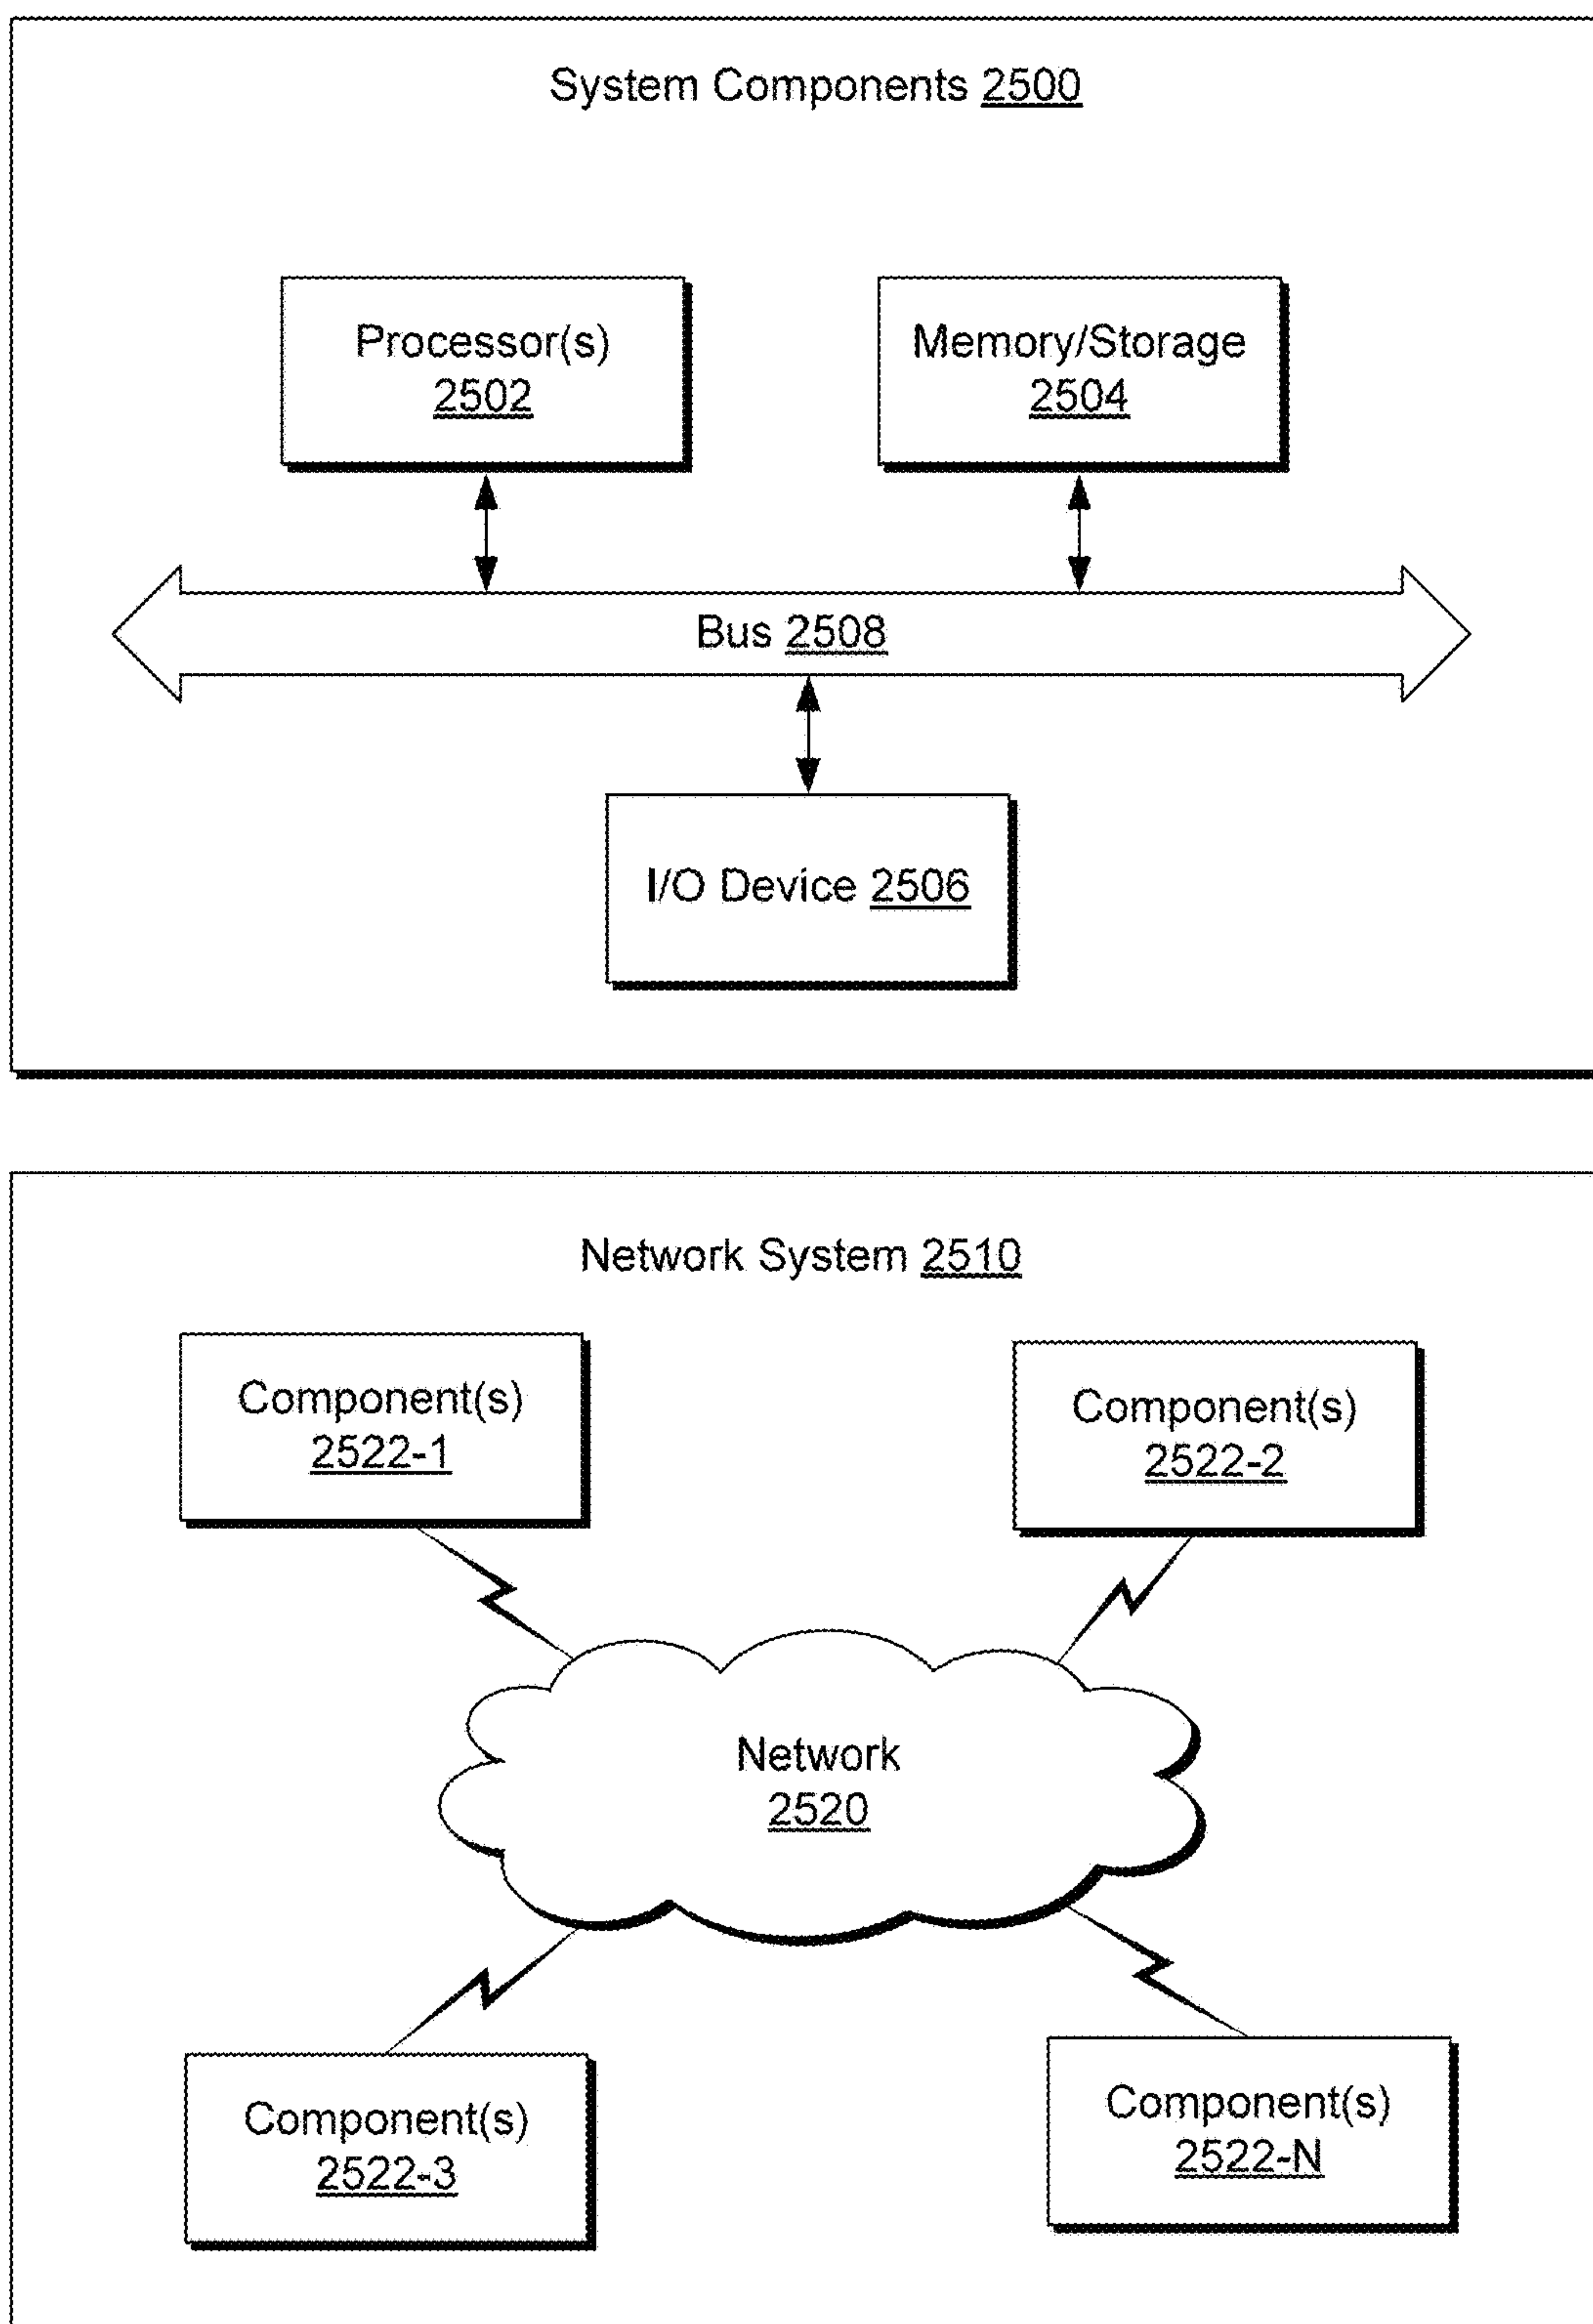 System Components 2500
Processor(s)
2502
Memory/Storage
2504
Bus 2508
I/O Device 2506
Network System 2510
Component(s)
2522-1
Component(s)
2522-2
Network
2520
Component(s)
2522-3
Component(s)
2522-N